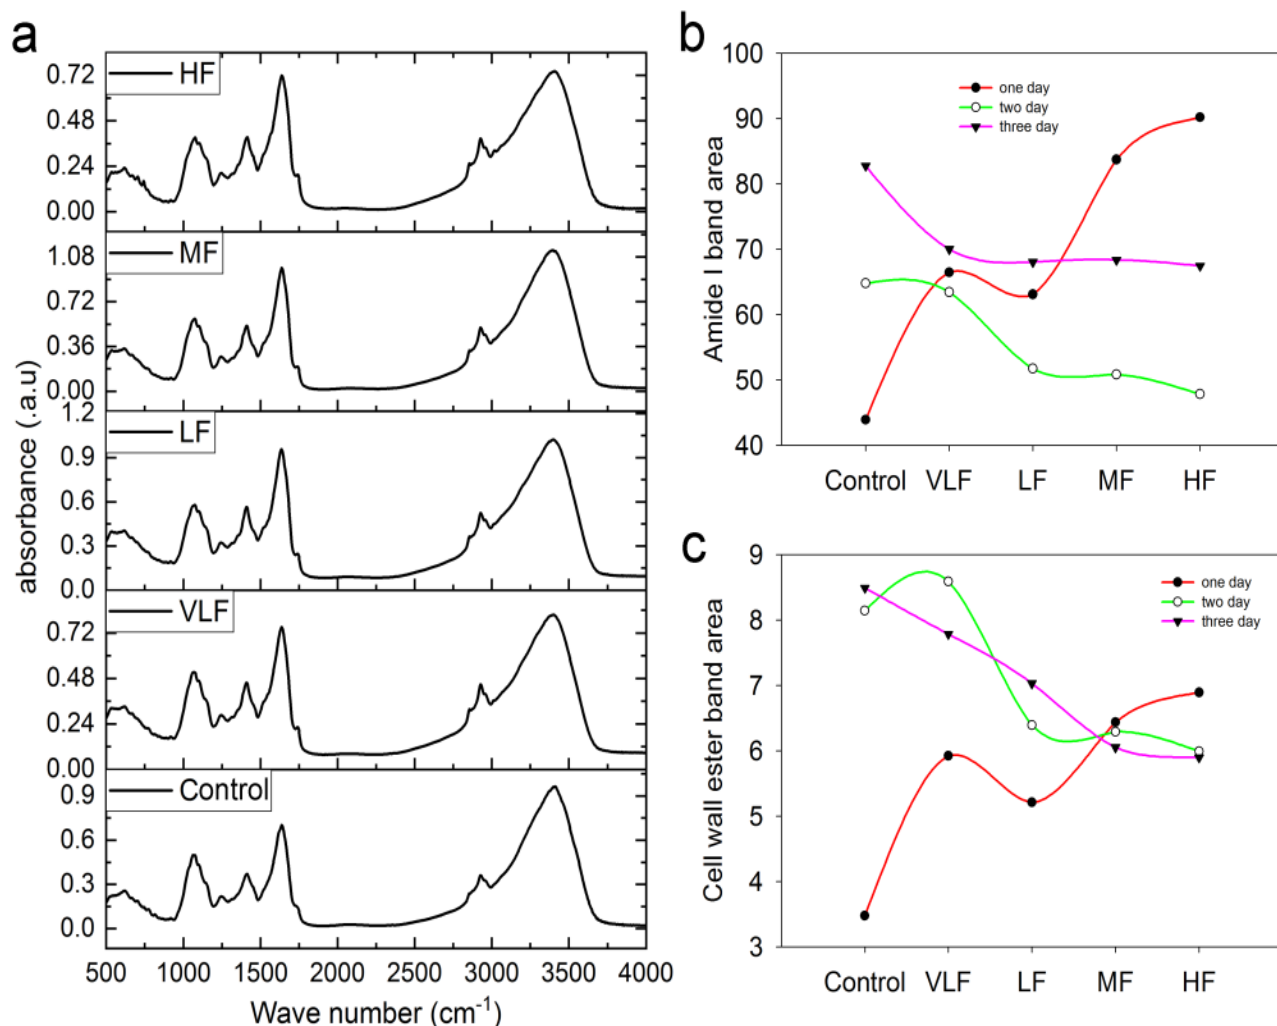 a
absorbance (.a.u)
HF
0.72
0.48
0.24
0.00
MF
1.08
0.72
0.36
0.00
LF
1.2
0.9
0.6
0.3
0.0
VLF
0.72
0.48
0.24
0.00
Control
0.9
0.6
0.3
0.0
500 1000 1500 2000 2500 3000 3500 4000
Wave number (cm⁻¹)
b
Amide I band area
100
90
80
70
60
50
40
one day
two day
three day
Control VLF LF MF HF
c
Cell wall ester band area
9
8
7
6
5
4
3
one day
two day
three day
Control VLF LF MF HF